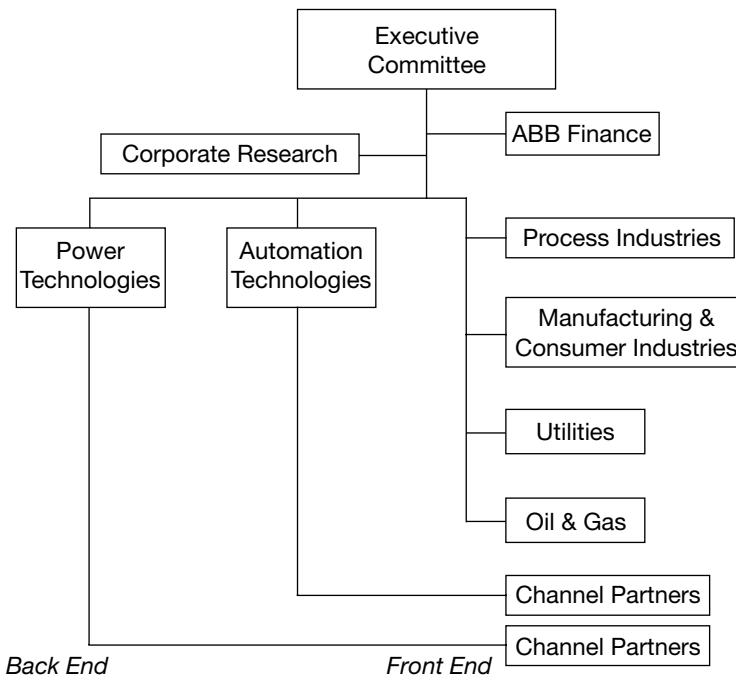 Executive
Committee
ABB Finance
Corporate Research
Power
Technologies
Automation
Technologies
Process Industries
Manufacturing &
Consumer Industries
Utilities
Oil & Gas
Channel Partners
Channel Partners
Back End
Front End